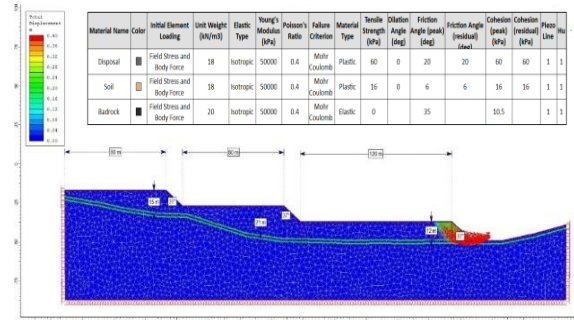 Total
Displacement
m
0.40
0.36
0.32
0.28
0.24
0.20
0.16
0.12
0.08
0.04
0.00
Material Name Color Initial Element Loading Unit Weight (kN/m3) Elastic Type Young's Modulus (kPa) Poisson's Ratio Failure Criterion Material Type Tensile Strength (kPa) Dilation Angle (deg) Friction Angle (peak) (deg) Friction Angle (residual) (deg) Cohesion (peak) (kPa) Cohesion (residual) (kPa) Piezo Line Hu
Disposal Field Stress and Body Force 18 Isotropic 50000 0.4 Mohr Coulomb Plastic 60 0 20 20 60 60 1 1
Soil Field Stress and Body Force 18 Isotropic 50000 0.4 Mohr Coulomb Plastic 16 0 6 6 16 16 1 1
Badrock Field Stress and Body Force 20 Isotropic 50000 0.4 Mohr Coulomb Elastic 0 35 10.5 1 1
15 m
12 m